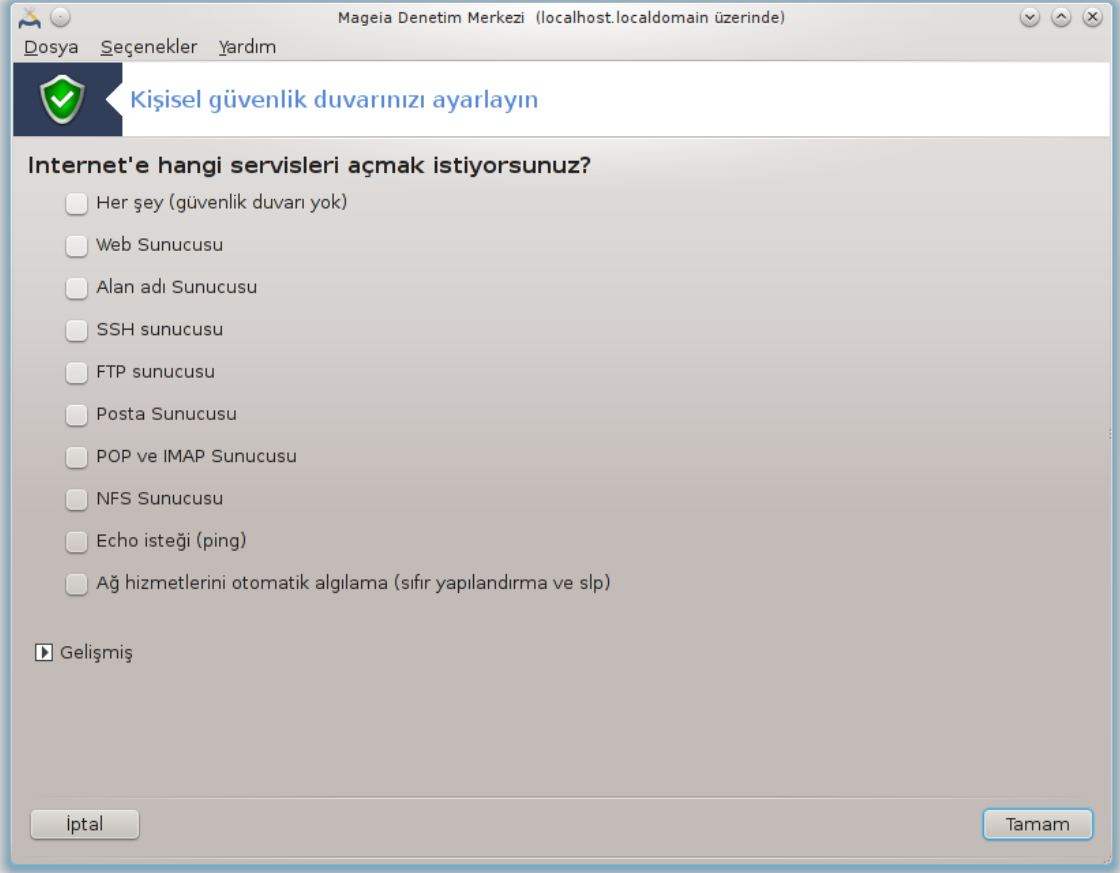 Mageia Denetim Merkezi (localhost.localdomain üzerinde)
Dosya Seçenekler Yardım
Kişisel güvenlik duvarınızı ayarlayın
Internet'e hangi servisleri açmak istiyorsunuz?
Her şey (güvenlik duvarı yok)
Web Sunucusu
Alan adı Sunucusu
SSH sunucusu
FTP sunucusu
Posta Sunucusu
POP ve IMAP Sunucusu
NFS Sunucusu
Echo isteği (ping)
Ağ hizmetlerini otomatik algılama (sıfır yapılandırma ve slp)
Gelişmiş
İptal Tamam